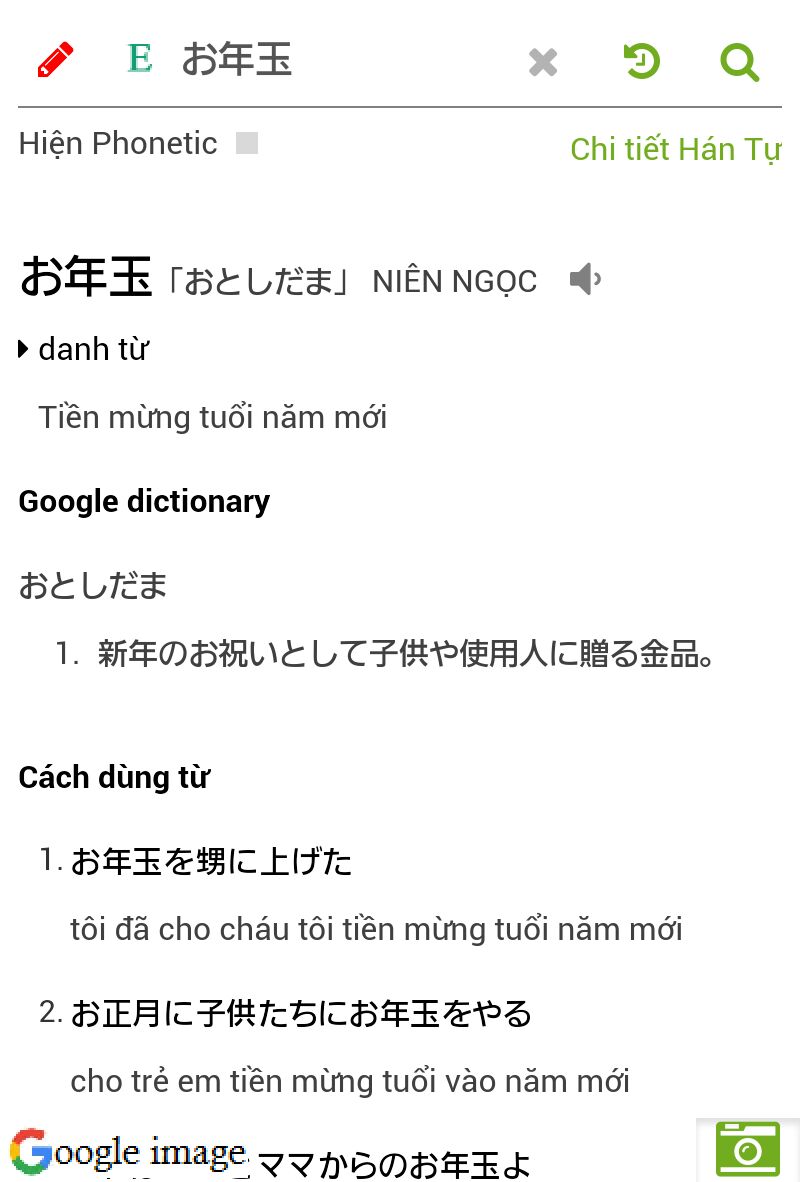 E お年玉
Hiện Phonetic
Chi tiết Hán Tự
お年玉「おとしだま」 NIÊN NGỌC
danh từ
Tiền mừng tuổi năm mới
Google dictionary
おとしだま
1. 新年のお祝いとして子供や使用人に贈る金品。
Cách dùng từ
1. お年玉を甥に上げた
tôi đã cho cháu tôi tiền mừng tuổi năm mới
2. お正月に子供たちにお年玉をやる
cho trẻ em tiền mừng tuổi vào năm mới
Google image
ママからのお年玉よ